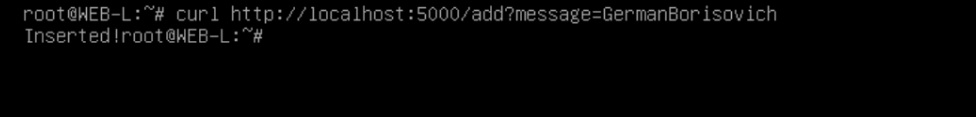 root@WEB-L:~# curl http://localhost:5000/add?message=GermanBorisovich
Inserted!root@WEB-L:~#